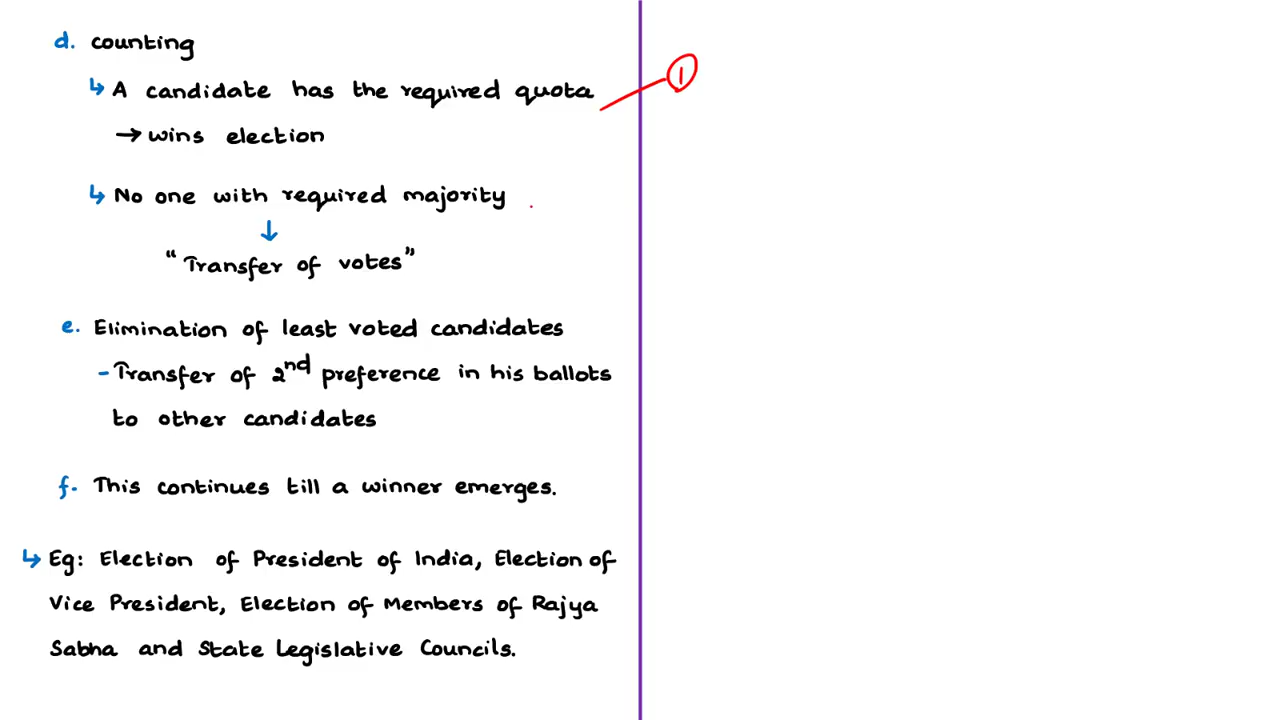 d. counting
↳ A candidate has the required quota
→ wins election
①
↳ No one with required majority
↓
"Transfer of votes"
e. Elimination of least voted candidates
- Transfer of 2nd preference in his ballots
to other candidates
f. This continues till a winner emerges.
↳ Eg: Election of President of India, Election of
Vice President, Election of Members of Rajya
Sabha and State Legislative Councils.